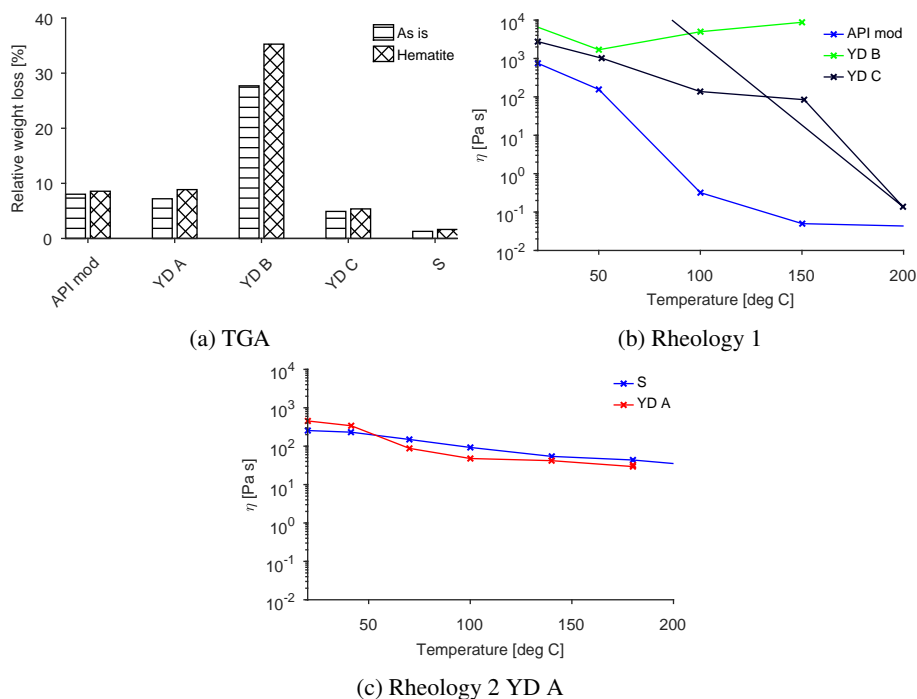 Relative weight loss [%]
40
30
20
10
0
API mod
YD A
YD B
YD C
S
As is
Hematite
(a) TGA
η [Pa s]
10^4
10^3
10^2
10^1
10^0
10^-1
10^-2
50
100
150
200
Temperature [deg C]
API mod
YD B
YD C
(b) Rheology 1
η [Pa s]
10^4
10^3
10^2
10^1
10^0
10^-1
10^-2
50
100
150
200
Temperature [deg C]
S
YD A
(c) Rheology 2 YD A